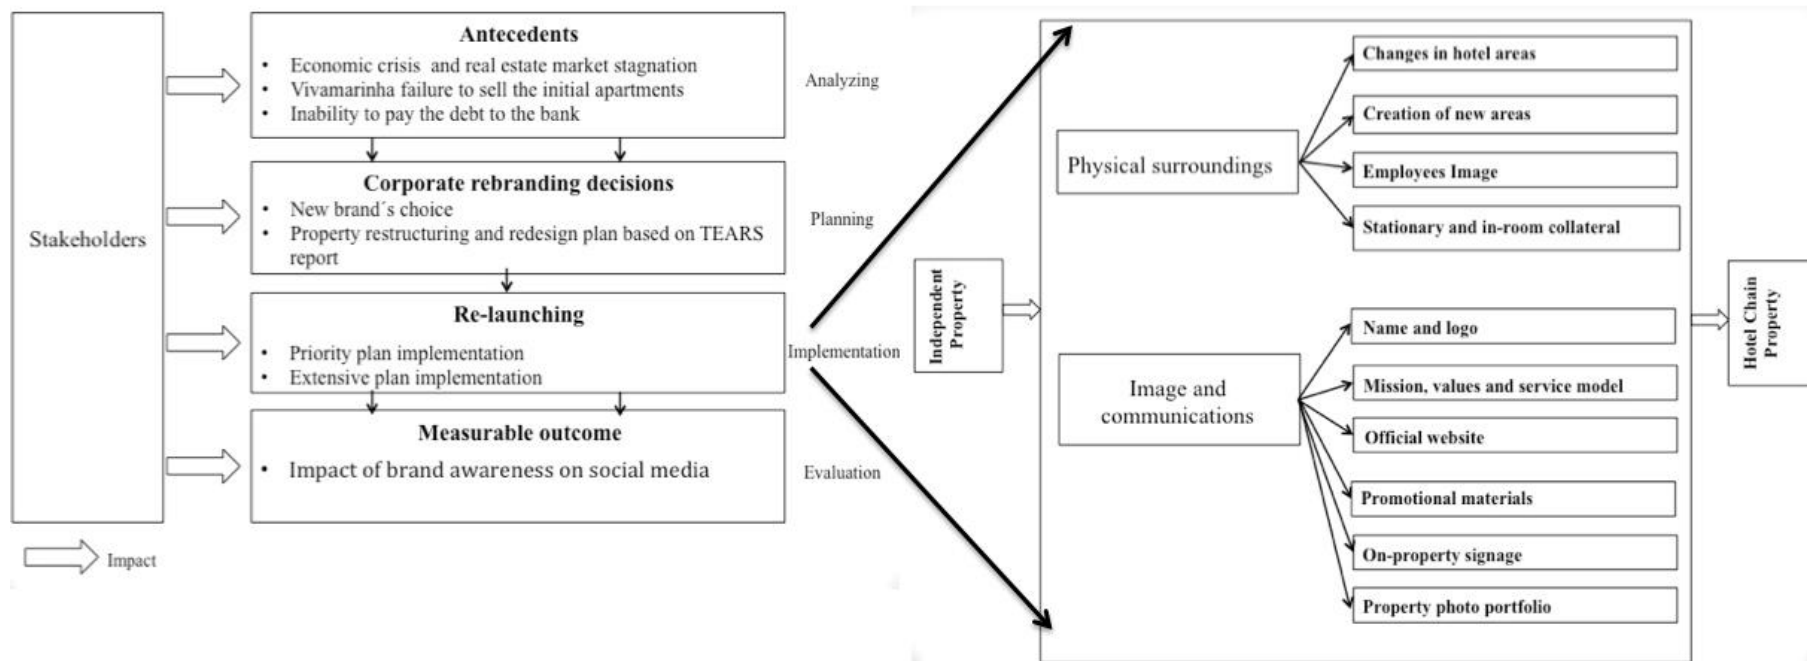 Stakeholders
Impact
Antecedents
• Economic crisis and real estate market stagnation
• Vivamarinha failure to sell the initial apartments
• Inability to pay the debt to the bank
Analyzing
Corporate rebranding decisions
• New brand´s choice
• Property restructuring and redesign plan based on TEARS
report
Planning
Re-launching
• Priority plan implementation
• Extensive plan implementation
Implementation
Measurable outcome
• Impact of brand awareness on social media
Evaluation
Independent
Property
Physical surroundings
Changes in hotel areas
Creation of new areas
Employees Image
Stationary and in-room collateral
Image and
communications
Name and logo
Mission, values and service model
Official website
Promotional materials
On-property signage
Property photo portfolio
Hotel Chain
Property